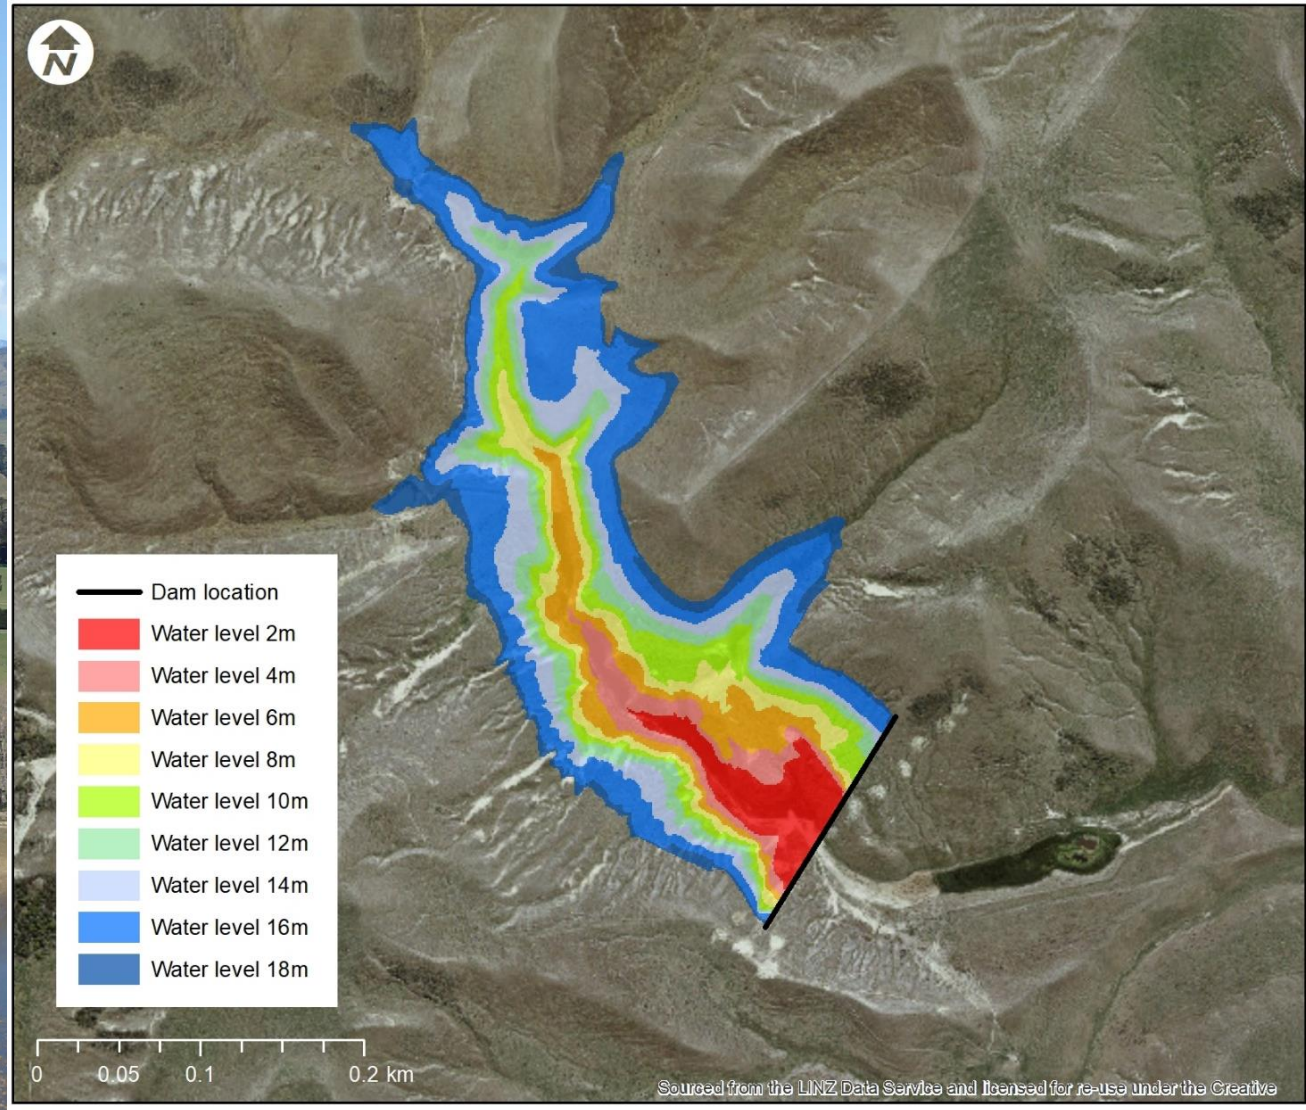 N
Dam location
Water level 2m
Water level 4m
Water level 6m
Water level 8m
Water level 10m
Water level 12m
Water level 14m
Water level 16m
Water level 18m
0 0.05 0.1 0.2 km
Sourced from the LINZ Data Service and licensed for re-use under the Creative